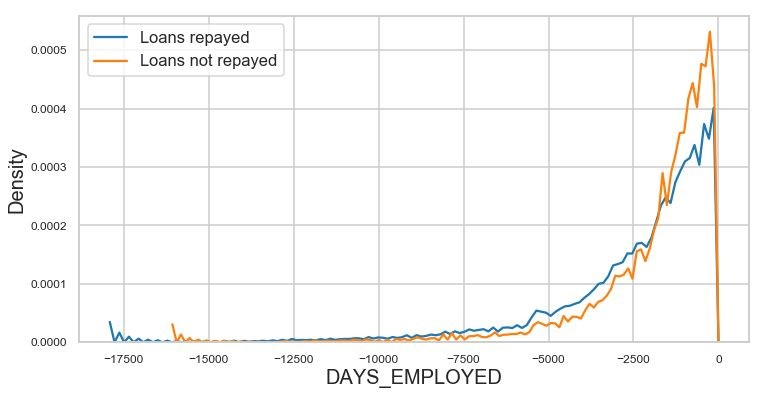 Loans repayed
Loans not repayed
0.0005
0.0004
0.0003
0.0002
0.0001
0.0000
Density
−17500 −15000 −12500 −10000 −7500 −5000 −2500 0
DAYS_EMPLOYED